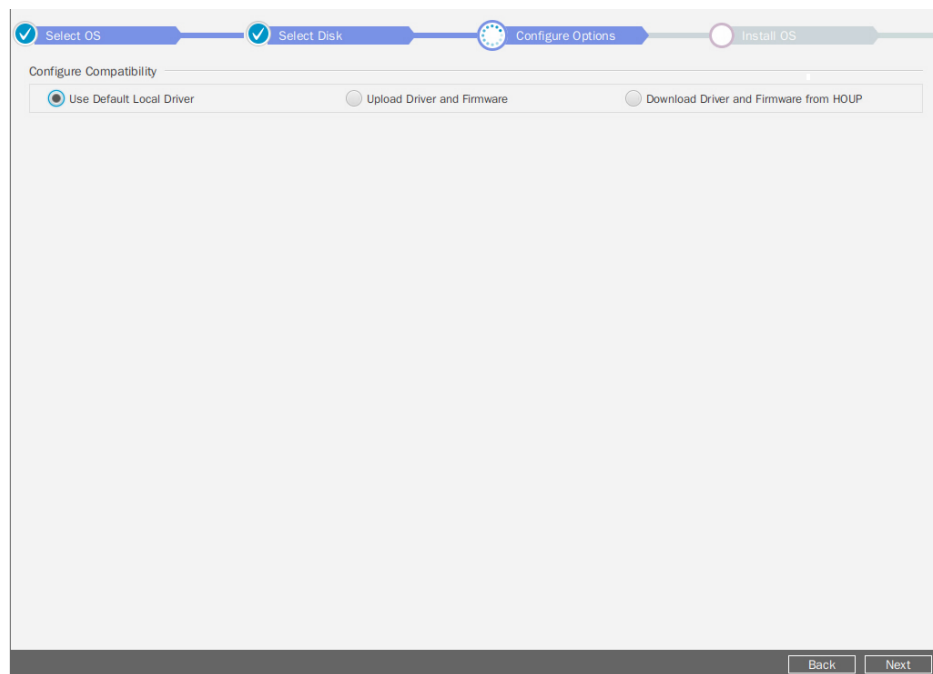 Select OS Select Disk Configure Options Install OS
Configure Compatibility
Use Default Local Driver Upload Driver and Firmware Download Driver and Firmware from HOUP
Back Next